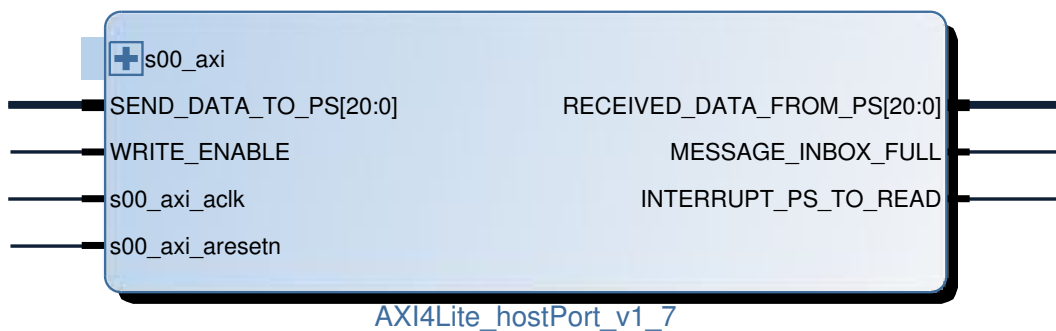 s00_axi
SEND_DATA_TO_PS[20:0] RECEIVED_DATA_FROM_PS[20:0]
WRITE_ENABLE MESSAGE_INBOX_FULL
s00_axi_aclk INTERRUPT_PS_TO_READ
s00_axi_aresetn
AXI4Lite_hostPort_v1_7